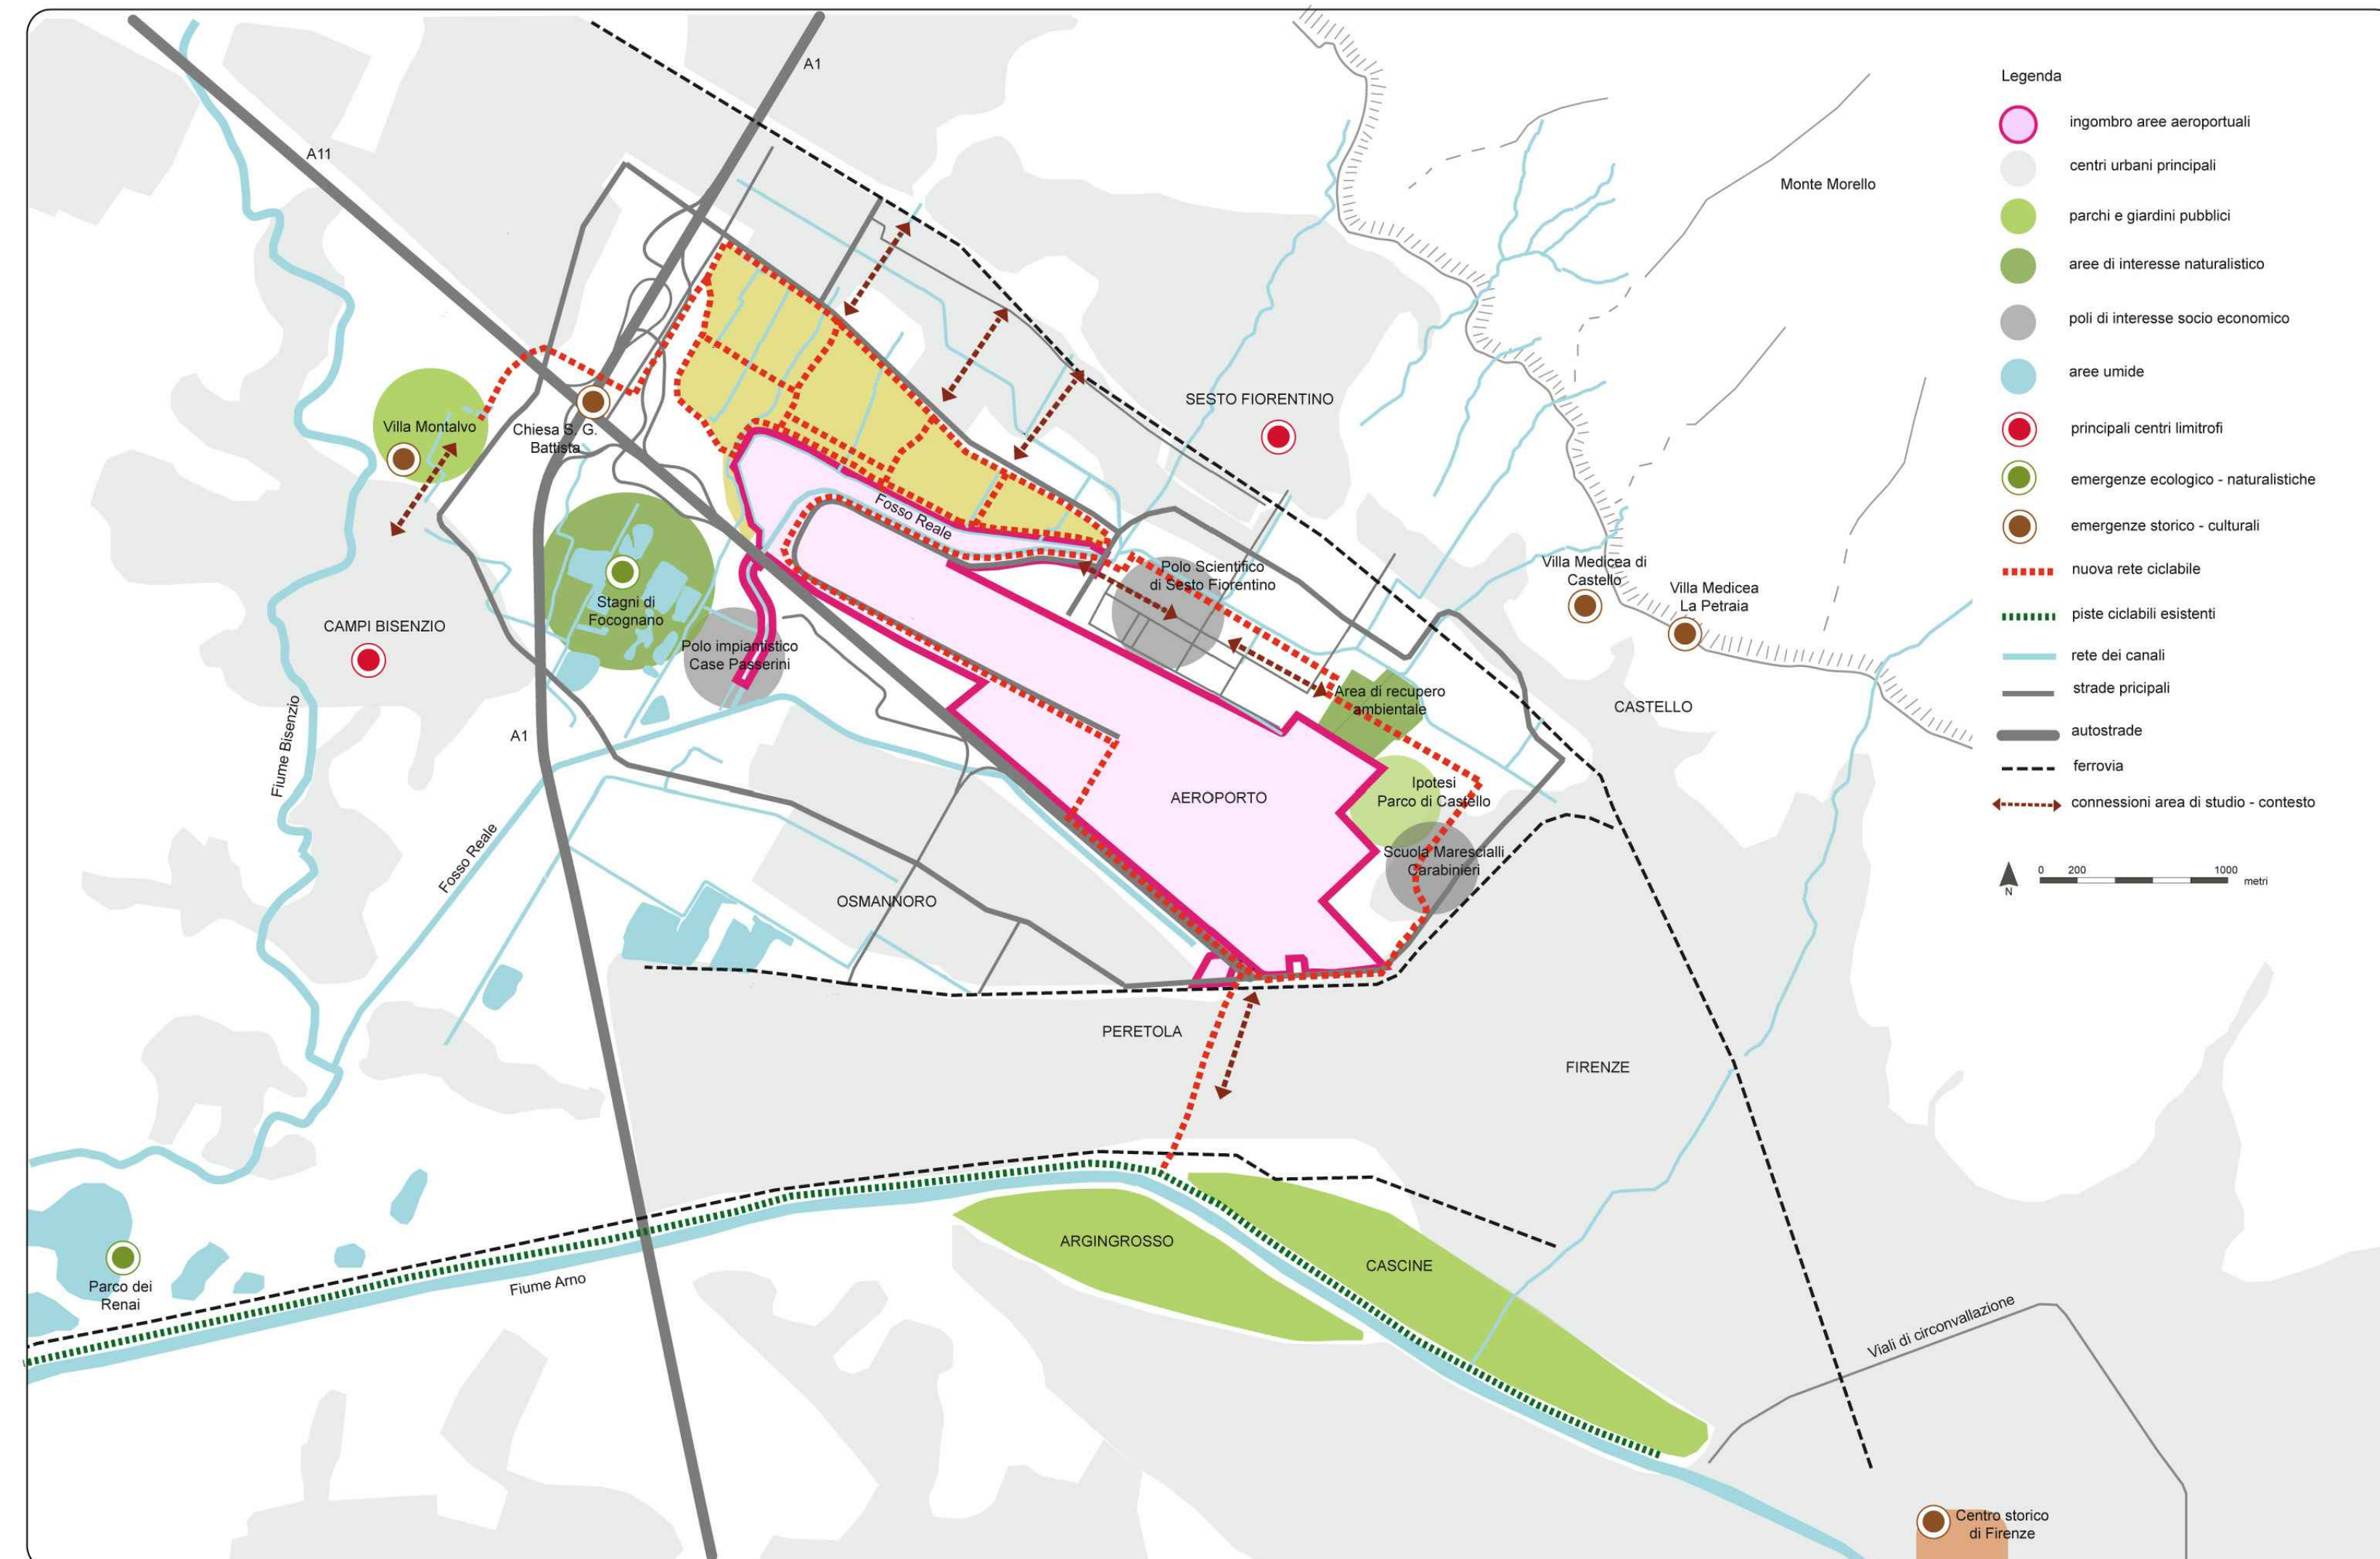 A1
A11
Monte Morello
SESTO FIORENTINO
Villa Montalvo
Chiesa S. G.
Battista
Fosso Reale
Polo Scientifico
di Sesto Fiorentino
Villa Medicea di
Castello
Villa Medicea
La Petraia
Stagni di
Focognano
CAMPI BISENZIO
Polo impiantistico
Case Passerini
Area di recupero
ambientale
CASTELLO
Fiume Bisenzio
A1
AEROPORTO
Ipotesi
Parco di Castello
Fosso Reale
Scuola Marescialli
Carabinieri
OSMANNORO
PERETOLA
FIRENZE
ARGINGROSSO
CASCINE
Parco dei
Renai
Fiume Arno
Viali di circonvallazione
Centro storico
di Firenze
Legenda
ingombro aree aeroportuali
centri urbani principali
parchi e giardini pubblici
aree di interesse naturalistico
poli di interesse socio economico
aree umide
principali centri limitrofi
emergenze ecologico - naturalistiche
emergenze storico - culturali
nuova rete ciclabile
piste ciclabili esistenti
rete dei canali
strade pricipali
autostrade
ferrovia
connessioni area di studio - contesto
0 200 1000
metri
N